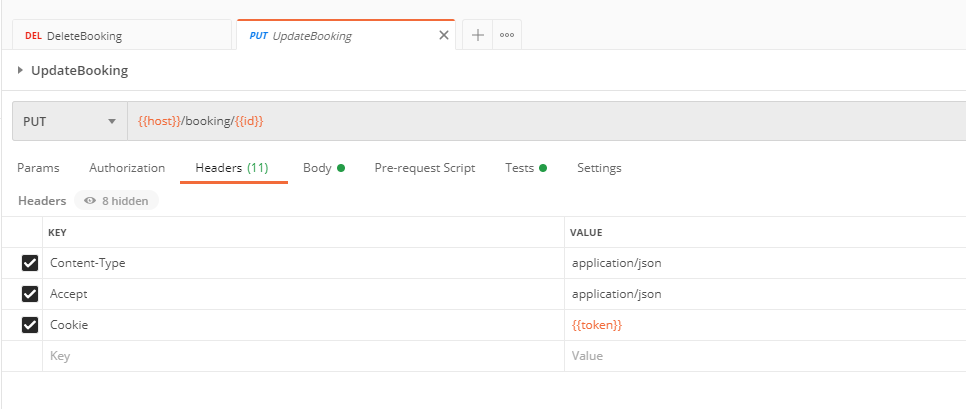 DEL DeleteBooking
PUT UpdateBooking
UpdateBooking
PUT {{host}}/booking/{{id}}
Params Authorization Headers (11) Body Pre-request Script Tests Settings
Headers 8 hidden
KEY VALUE
Content-Type application/json
Accept application/json
Cookie {{token}}
Key Value